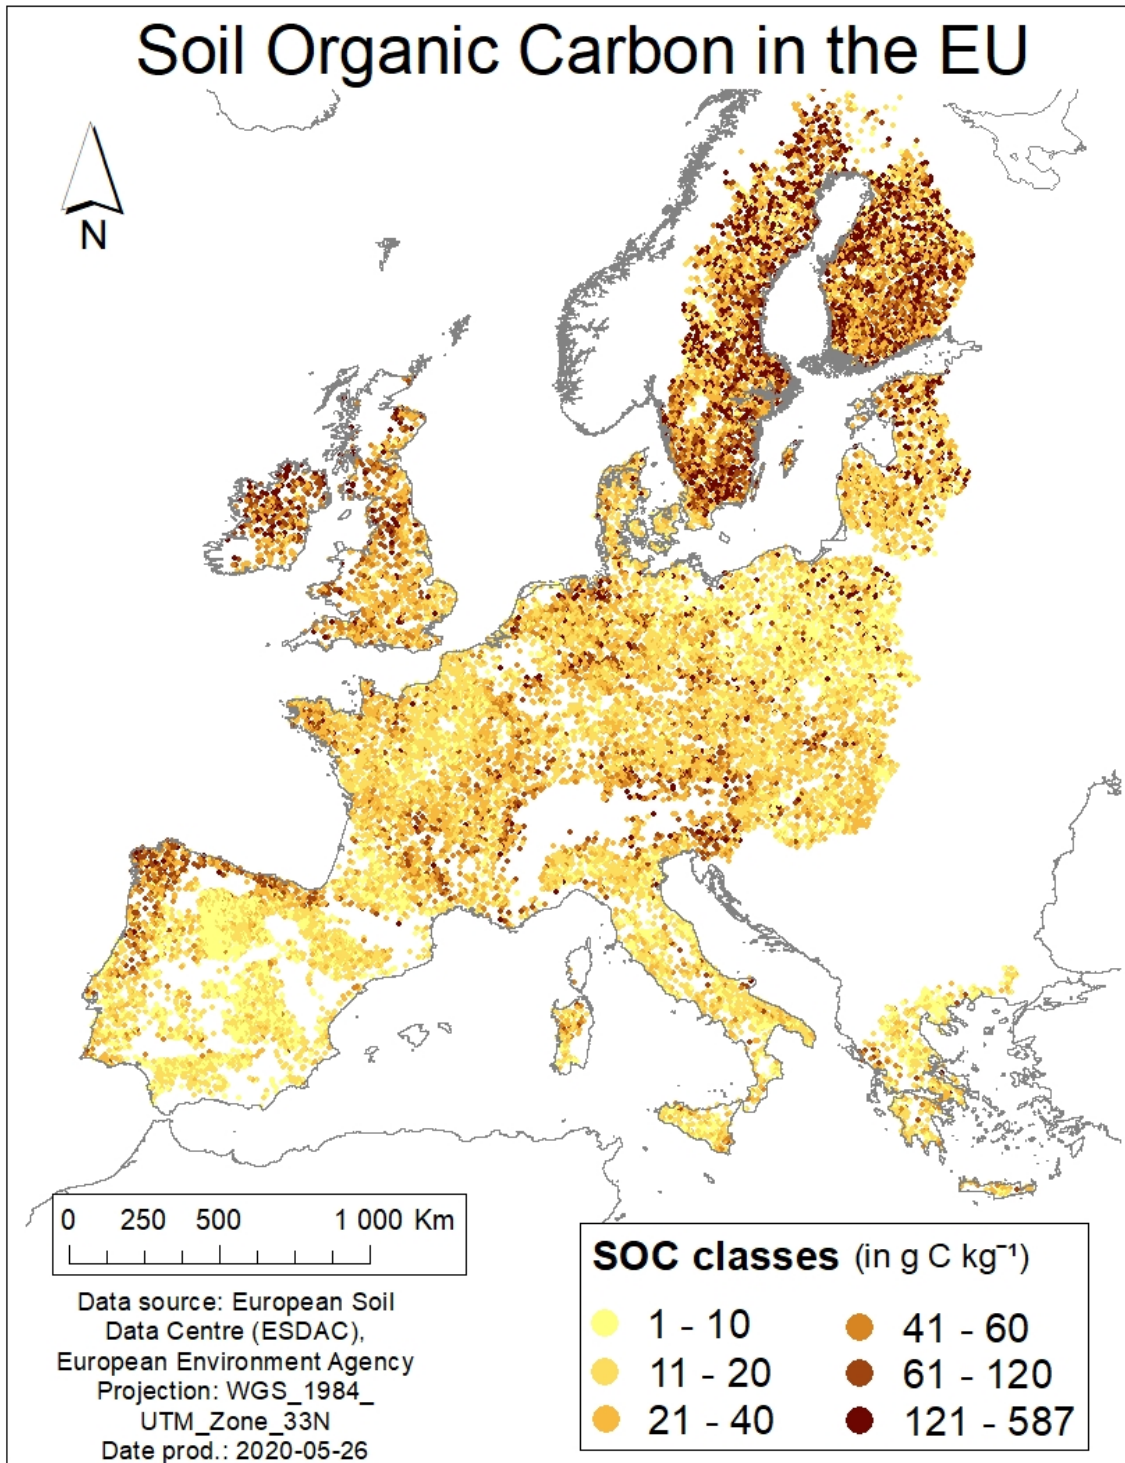 Soil Organic Carbon in the EU
N
0 250 500 1 000 Km
Data source: European Soil
Data Centre (ESDAC),
European Environment Agency
Projection: WGS_1984_
UTM_Zone_33N
Date prod.: 2020-05-26
SOC classes (in g C kg⁻¹)
1 - 10
11 - 20
21 - 40
41 - 60
61 - 120
121 - 587